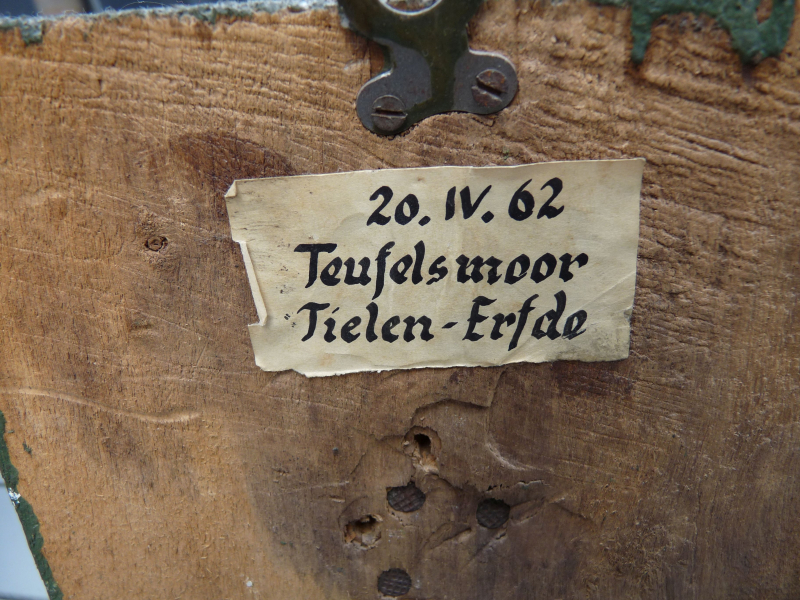 20. IV. 62
Teufelsmoor
Tielen-Erfde